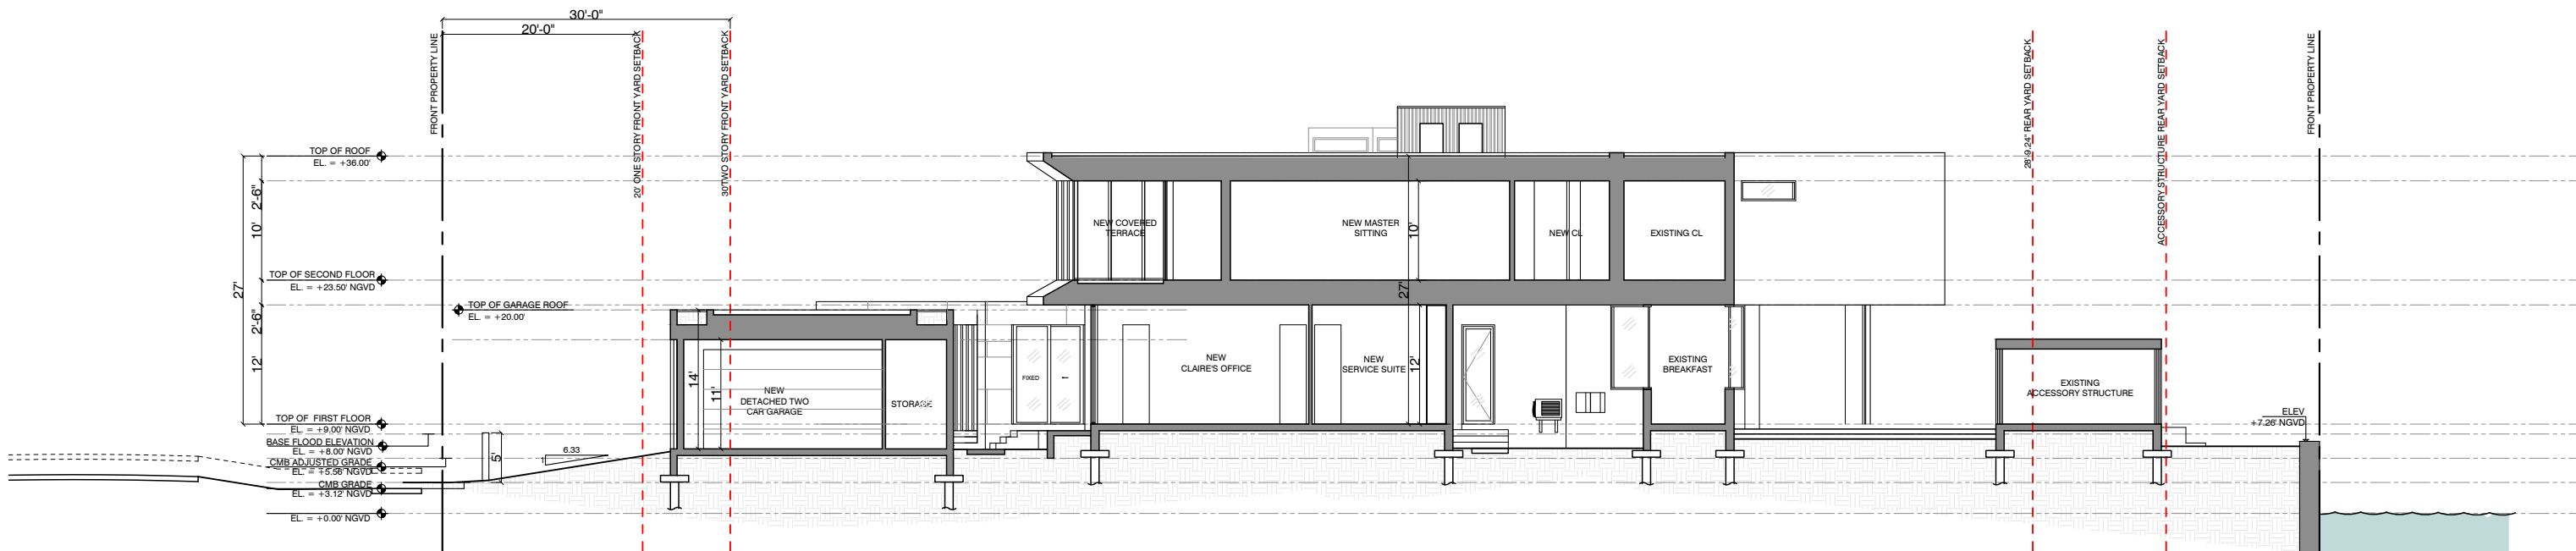 30'-0"
20'-0"
FRONT PROPERTY LINE
20' ONE STORY FRONT YARD SETBACK
30'TWO STORY FRONT YARD SETBACK
28'-9.24" REAR YARD SETBACK
ACCESSORY STRUCTURE REAR YARD SETBACK
FRONT PROPERTY LINE
TOP OF ROOF
EL. = +36.00'
2'-6"
10'
TOP OF SECOND FLOOR
EL. = +23.50' NGVD
27'
2'-6"
12'
TOP OF GARAGE ROOF
EL. = +20.00'
TOP OF FIRST FLOOR
EL. = +9.00' NGVD
BASE FLOOD ELEVATION
EL. = +8.00' NGVD
CMB ADJUSTED GRADE
EL. = +5.56' NGVD
CMB GRADE
EL. = +3.12' NGVD
EL. = +0.00' NGVD
5'
1
6.33
14'
11'
NEW
DETACHED TWO
CAR GARAGE
STORAGE
FIXED
NEW COVERED
TERRACE
NEW MASTER
SITTING
10'
NEW CL
EXISTING CL
27'
NEW
CLAIRE'S OFFICE
NEW
SERVICE SUITE
12'
EXISTING
BREAKFAST
EXISTING
ACCESSORY STRUCTURE
ELEV
+7.26' NGVD